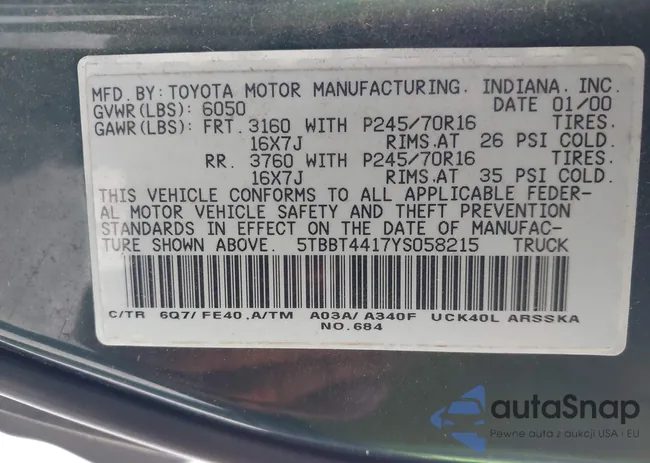 MFD. BY: TOYOTA MOTOR MANUFACTURING. INDIANA. INC.
GVWR(LBS): 6050 DATE 01/00
GAWR(LBS): FRT. 3160 WITH P245/70R16 TIRES.
16X7J RIMS.AT 26 PSI COLD.
RR. 3760 WITH P245/70R16 TIRES.
16X7J RIMS.AT 35 PSI COLD.
THIS VEHICLE CONFORMS TO ALL APPLICABLE FEDER-
AL MOTOR VEHICLE SAFETY AND THEFT PREVENTION
STANDARDS IN EFFECT ON THE DATE OF MANUFAC-
TURE SHOWN ABOVE. 5TBBT4417YS058215 TRUCK
C/TR 6Q7/ FE40,A/TM A03A/ A340F UCK40L ARSSKA
NO.684
autaSnap
Pewne auta z aukcji USA i EU